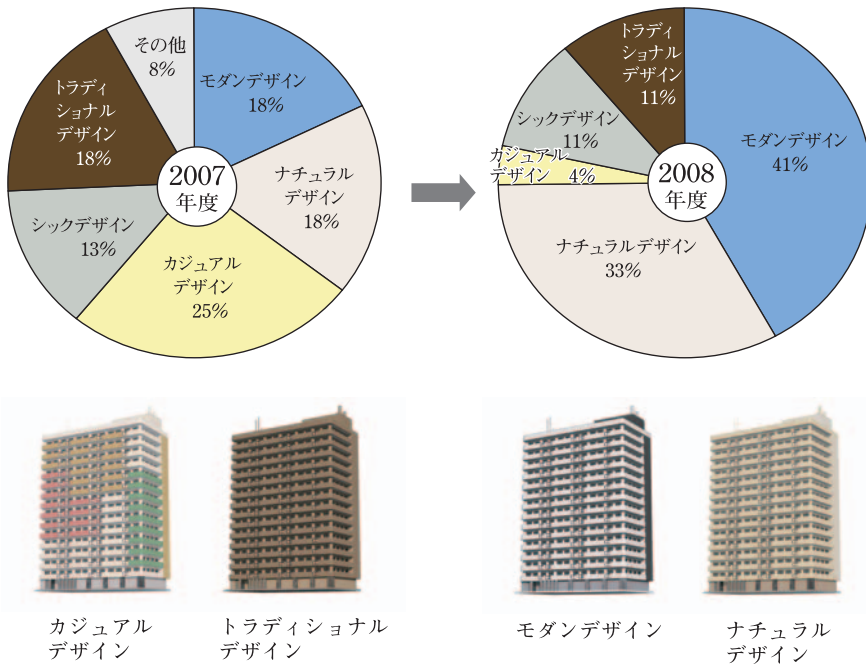 その他
8%
モダンデザイン
18%
ナチュラル
デザイン
18%
カジュアル
デザイン
25%
シックデザイン
13%
トラディ
ショナル
デザイン
18%
2007
年度
トラディ
ショナル
デザイン
11%
モダンデザイン
41%
ナチュラルデザイン
33%
カジュアル
デザイン 4%
シックデザイン
11%
2008
年度
カジュアル
デザイン
トラディショナル
デザイン
モダンデザイン
ナチュラル
デザイン